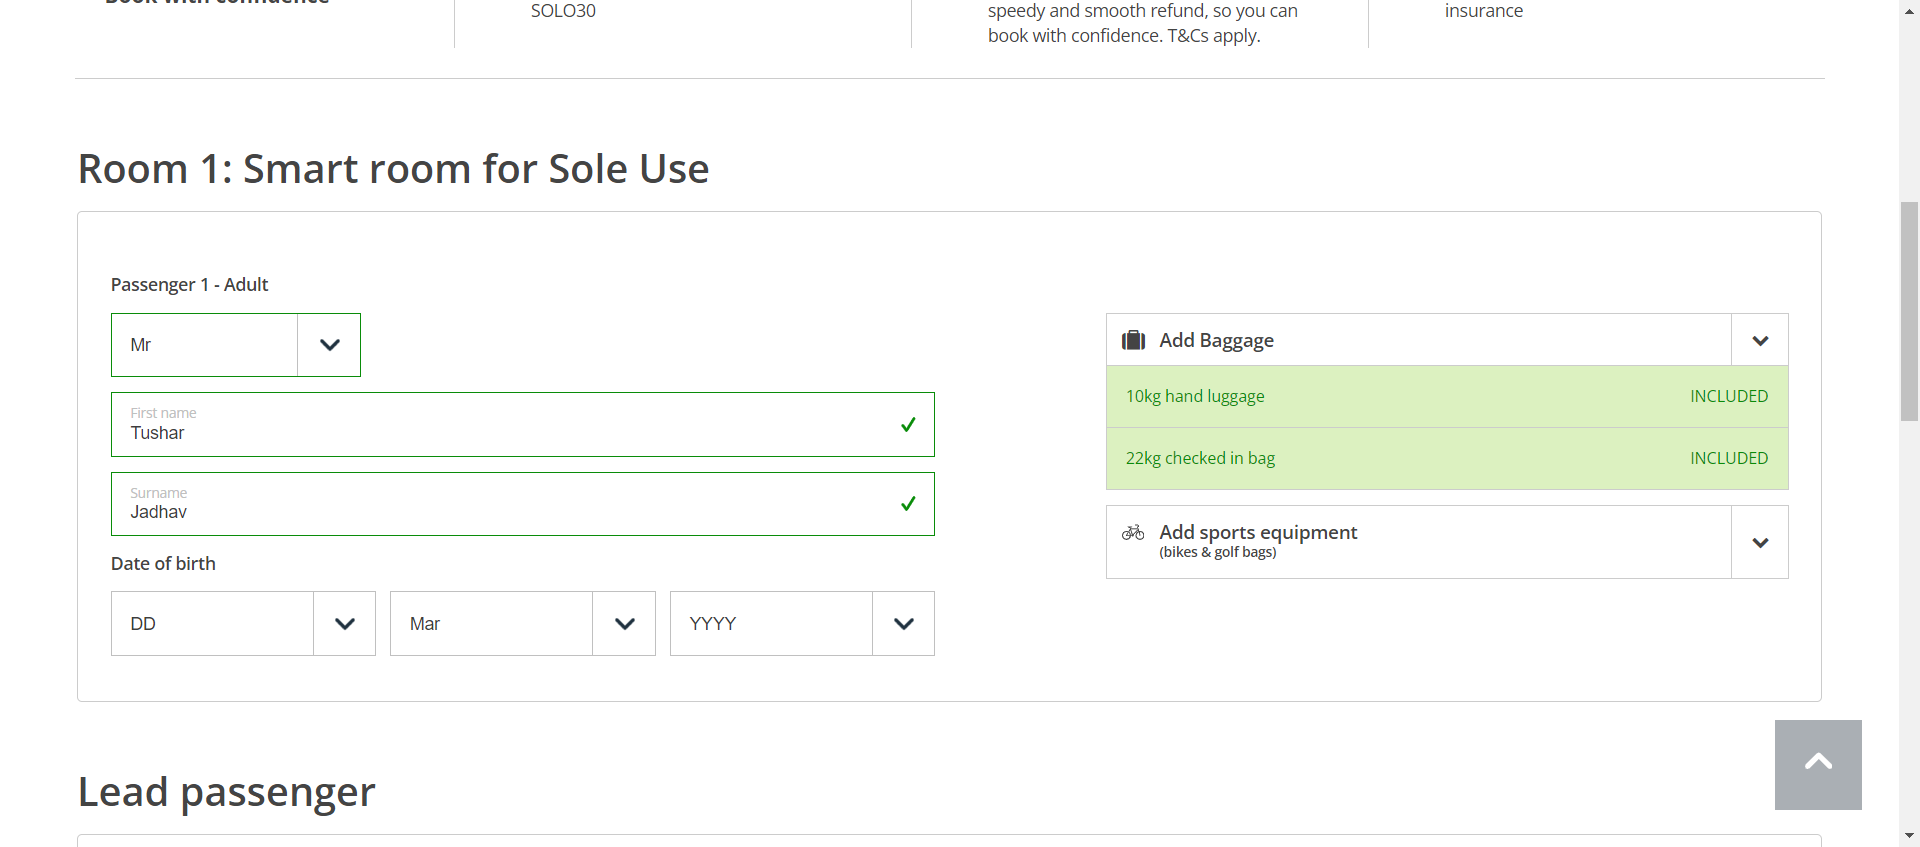 SOLO30
speedy and smooth refund, so you can
book with confidence. T&Cs apply.
insurance
Room 1: Smart room for Sole Use
Passenger 1 - Adult
Mr
First name
Tushar
Surname
Jadhav
Date of birth
DD
Mar
YYYY
Add Baggage
10kg hand luggage INCLUDED
22kg checked in bag INCLUDED
Add sports equipment
(bikes & golf bags)
Lead passenger